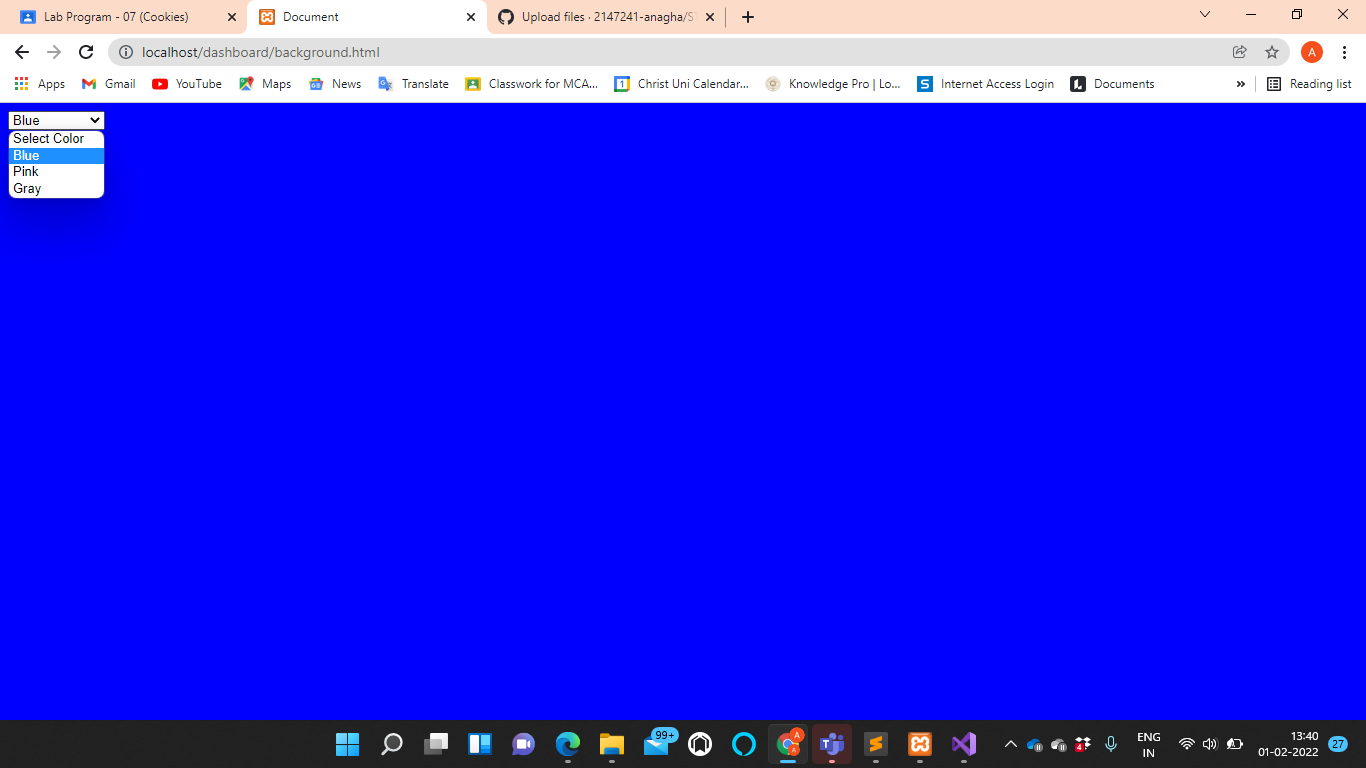 Lab Program - 07 (Cookies)
Document
Upload files · 2147241-anagha/S
localhost/dashboard/background.html
A
Apps
Gmail
YouTube
Maps
News
Translate
Classwork for MCA...
1
Christ Uni Calendar...
Knowledge Pro | Lo...
S
Internet Access Login
Documents
»
Reading list
Blue
Select Color
Blue
Pink
Gray
99+
A
A
T
4
ENG
IN
13:40
01-02-2022
27